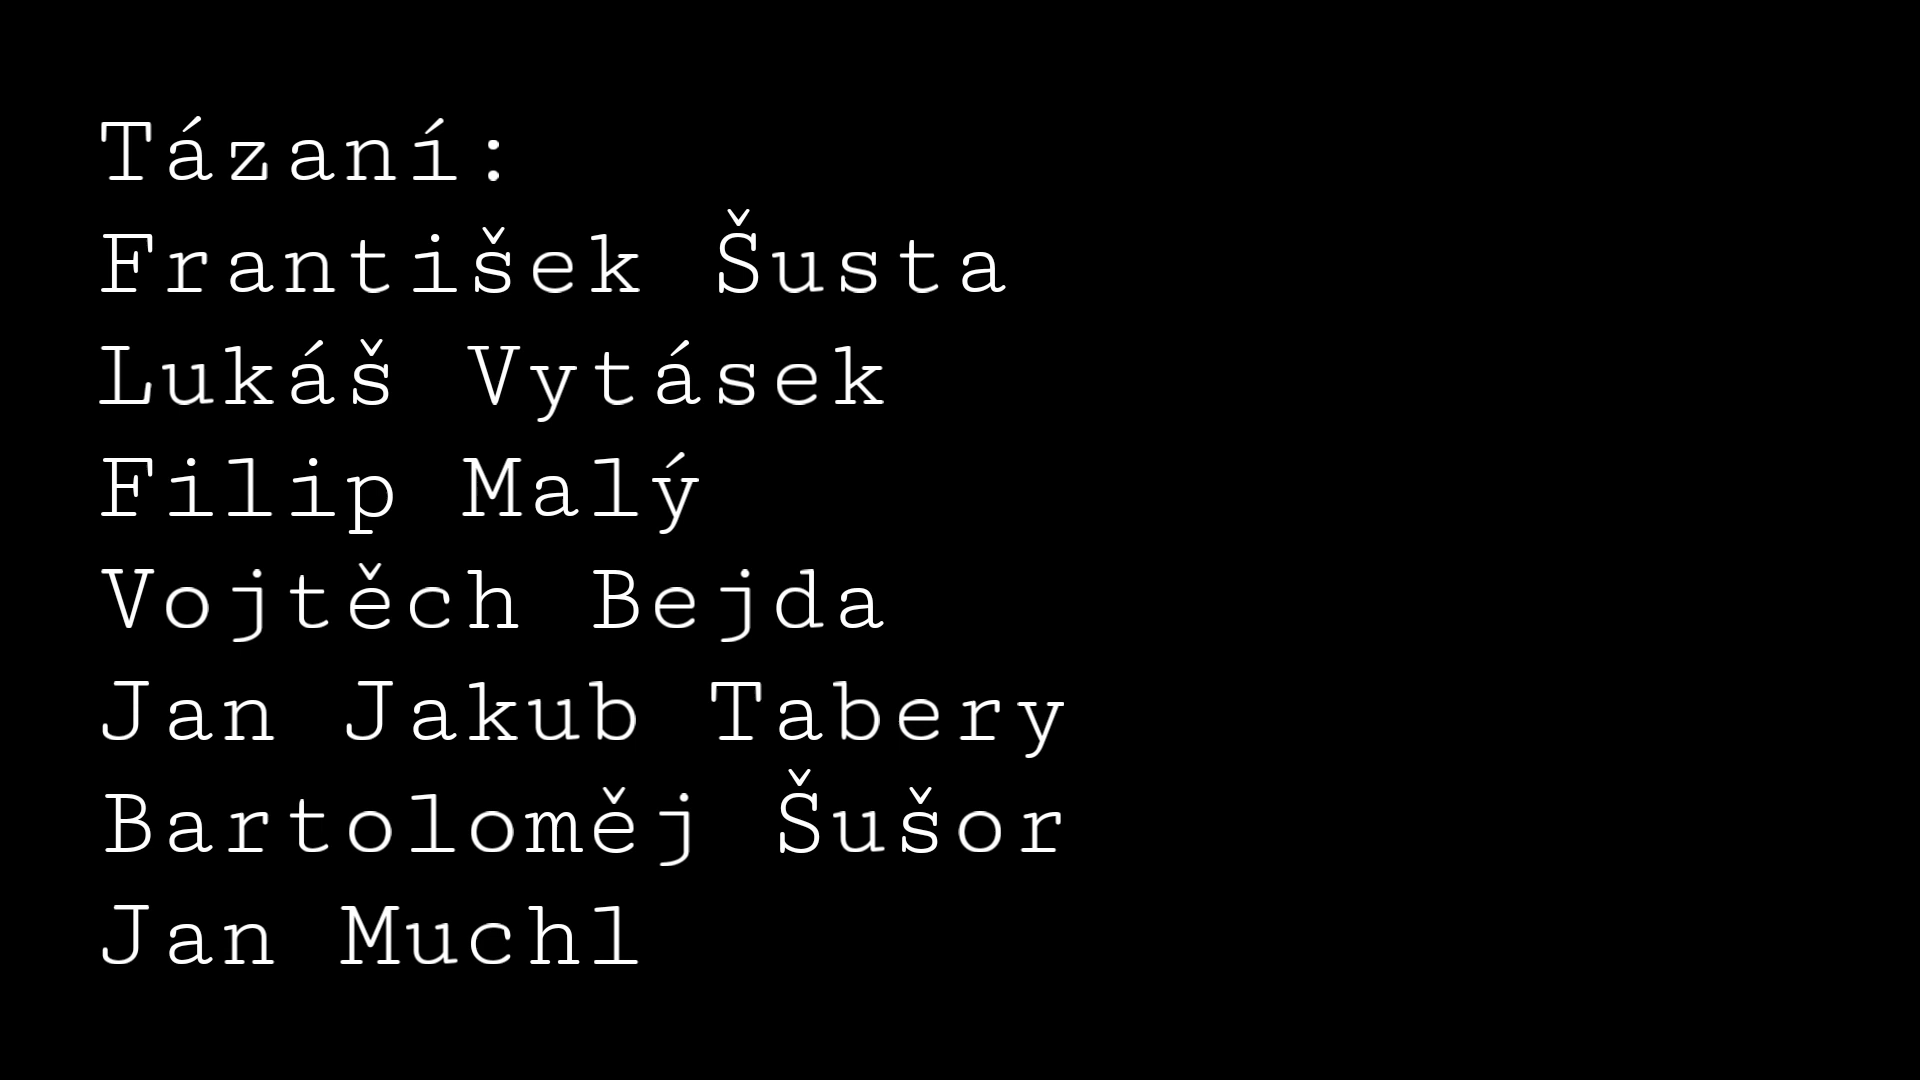 Tázaní:
František Šusta
Lukáš Vytásek
Filip Malý
Vojtěch Bejda
Jan Jakub Tabery
Bartoloměj Šušor
Jan Muchl